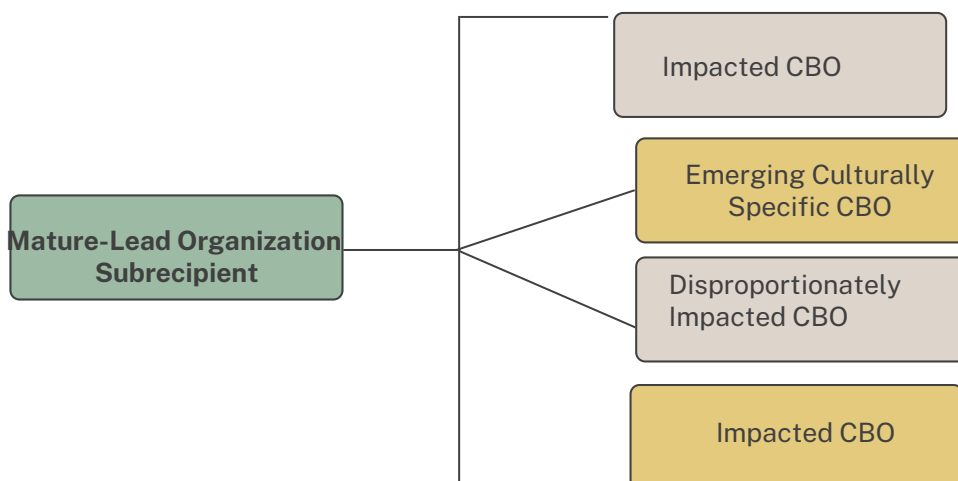 Impacted CBO
Emerging Culturally
Specific CBO
Mature-Lead Organization
Subrecipient
Disproportionately
Impacted CBO
Impacted CBO